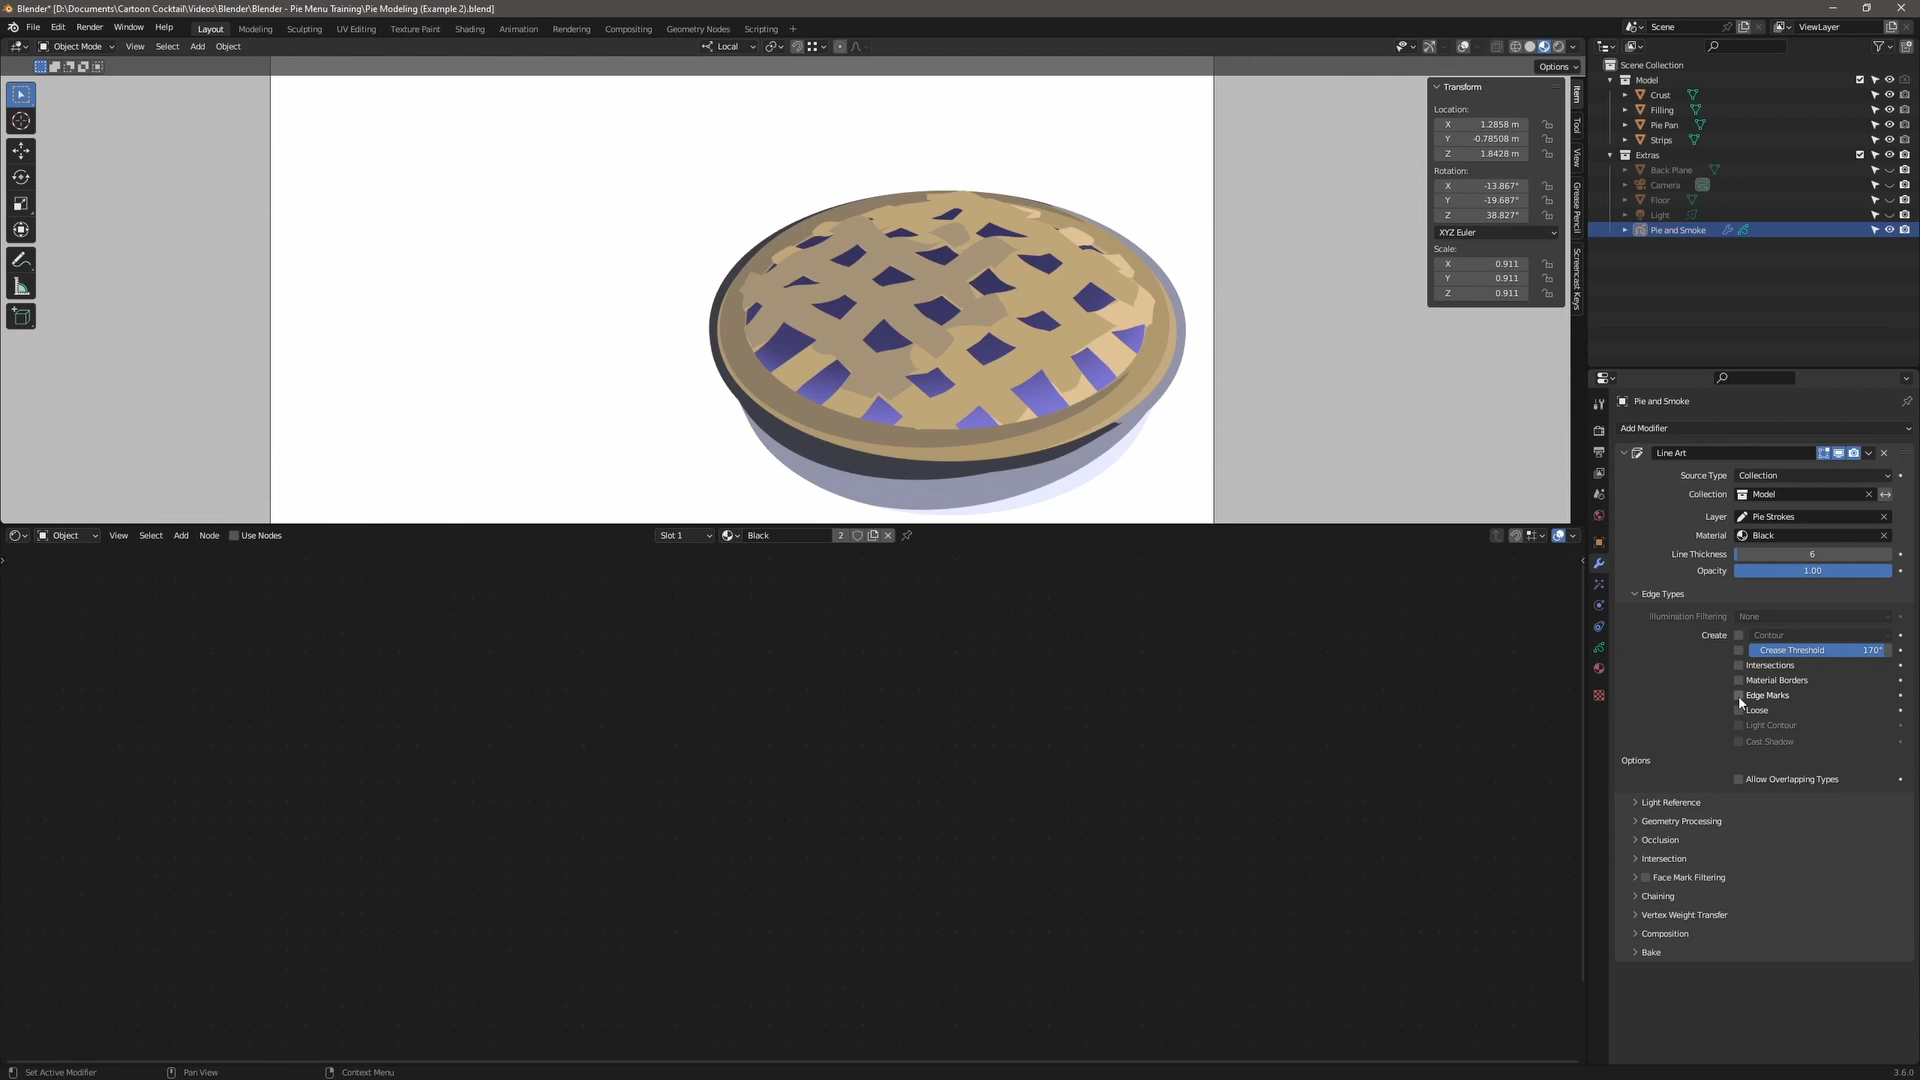 Blender* [D:\Documents\Cartoon Cocktail\Videos\Blender\Blender - Pie Menu Training\Pie Modeling (Example 2).blend]
File Edit Render Window Help Layout Modeling Sculpting UV Editing Texture Paint Shading Animation Rendering Compositing Geometry Nodes Scripting + Scene ViewLayer
Object Mode View Select Add Object Local
Options
Scene Collection
Model
Crust
Filling
Pie Pan
Strips
Extras
Back Plane
Camera
Floor
Light
Pie and Smoke
Transform
Location:
X 1.2858 m
Y -0.78508 m
Z 1.8428 m
Rotation:
X -13.867°
Y -19.687°
Z 38.827°
XYZ Euler
Scale:
X 0.911
Y 0.911
Z 0.911
Item
Tool
View
Grease Pencil
Screencast Keys
Pie and Smoke
Add Modifier
Line Art
Source Type Collection
Collection Model
Layer Pie Strokes
Material Black
Line Thickness 6
Opacity 1.00
Edge Types
Illumination Filtering None
Create Contour
Crease Threshold 170°
Intersections
Material Borders
Edge Marks
Loose
Light Contour
Cast Shadow
Options
Allow Overlapping Types
Light Reference
Geometry Processing
Occlusion
Intersection
Face Mark Filtering
Chaining
Vertex Weight Transfer
Composition
Bake
Object View Select Add Node Use Nodes Slot 1 Black 2
Set Active Modifier Pan View Context Menu 3.6.0